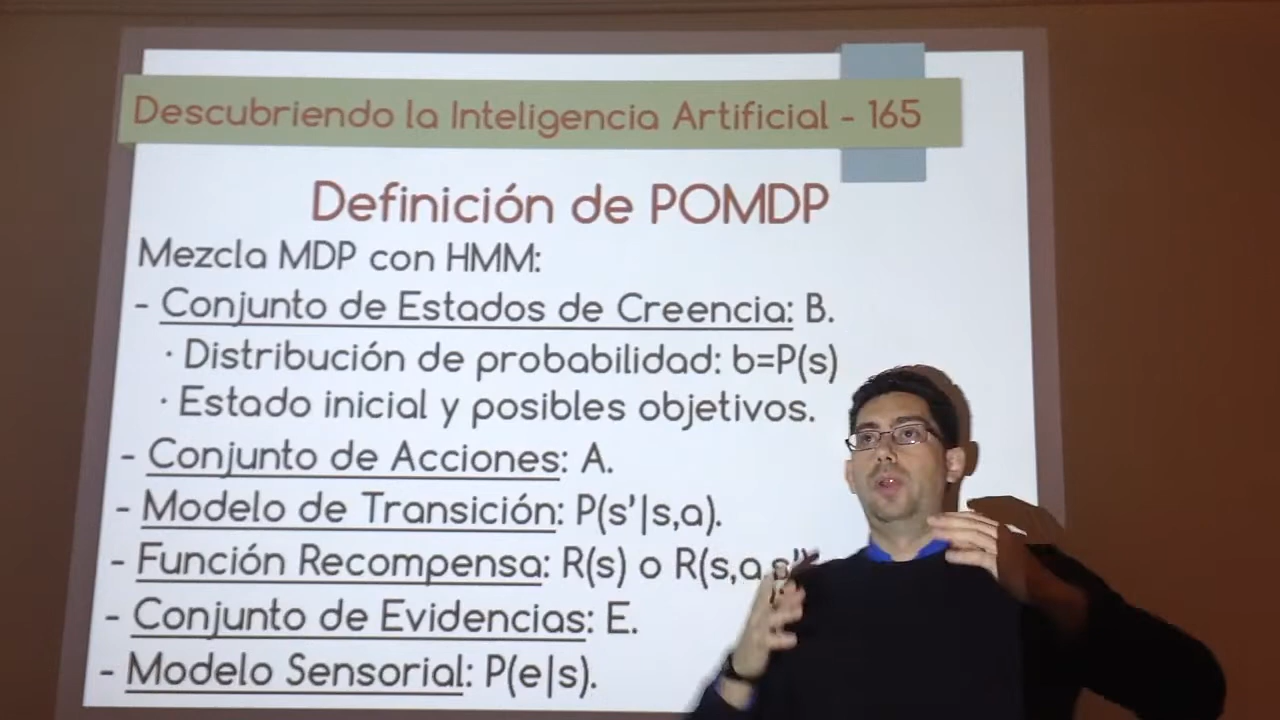 Descubriendo la Inteligencia Artificial - 165
Definición de POMDP
Mezcla MDP con HMM:
- Conjunto de Estados de Creencia: B.
· Distribución de probabilidad: b=P(s)
· Estado inicial y posibles objetivos.
- Conjunto de Acciones: A.
- Modelo de Transición: P(s'|s,a).
- Función Recompensa: R(s) o R(s,a,s')
- Conjunto de Evidencias: E.
- Modelo Sensorial: P(e|s).